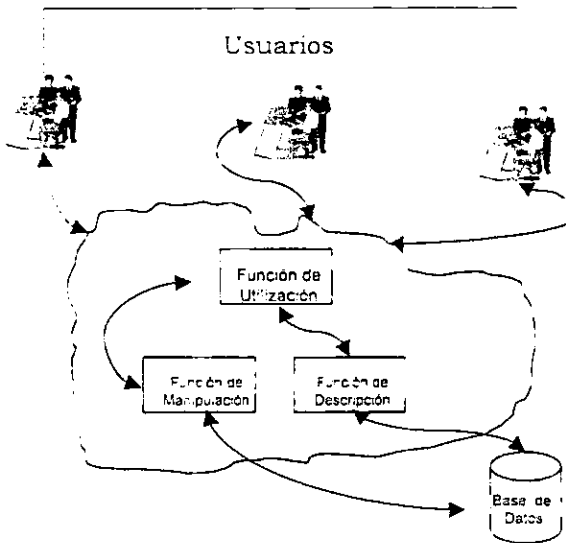 Usuarios
Función de
Utilización
Función de
Manipulación
Función de
Descripción
Base de
Datos